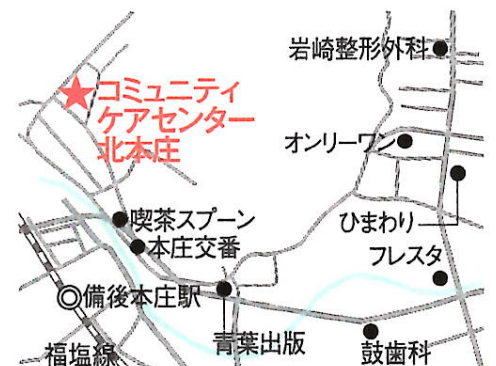 岩崎整形外科
コミュニティ
ケアセンター
北本庄
オンリーワン
喫茶スプーン
ひまわり
本庄交番
フレスタ
備後本庄駅
青葉出版
福塩線
鼓歯科